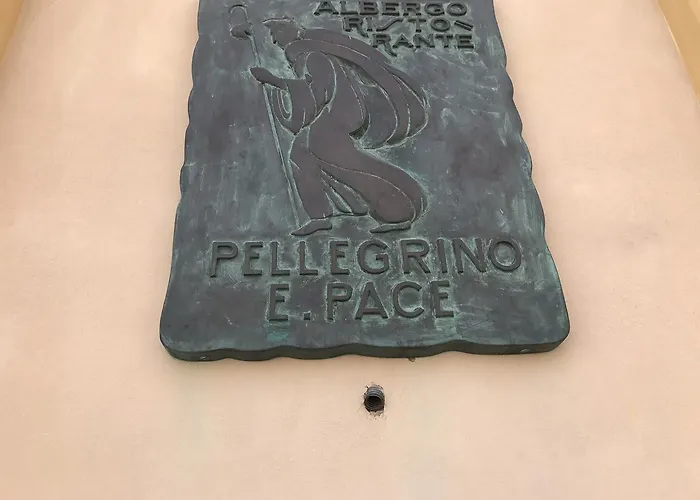 ALBERGO
RISTO=
RANTE
PELLEGRINO
E. PACE